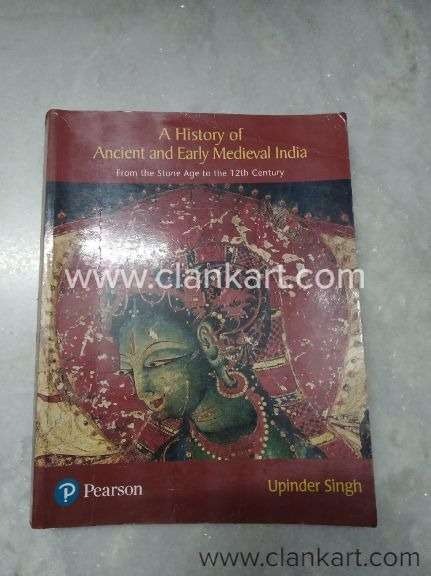 A History of
Ancient and Early Medieval India
From the Stone Age to the 12th Century
www.clankart.com
Pearson
Upinder Singh
www.clankart.com